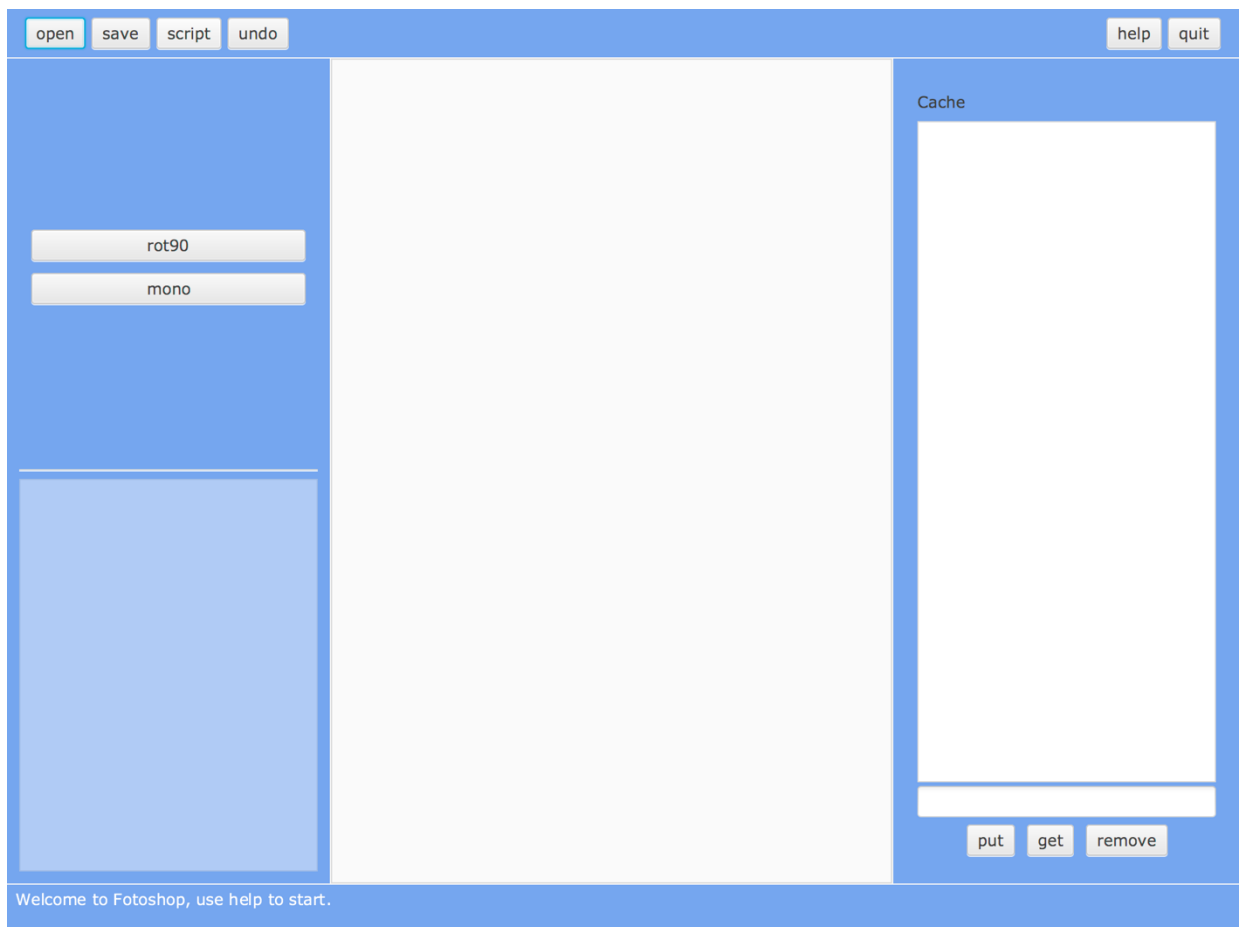 open save script undo help quit
Cache
rot90
mono
put get remove
Welcome to Fotoshop, use help to start.